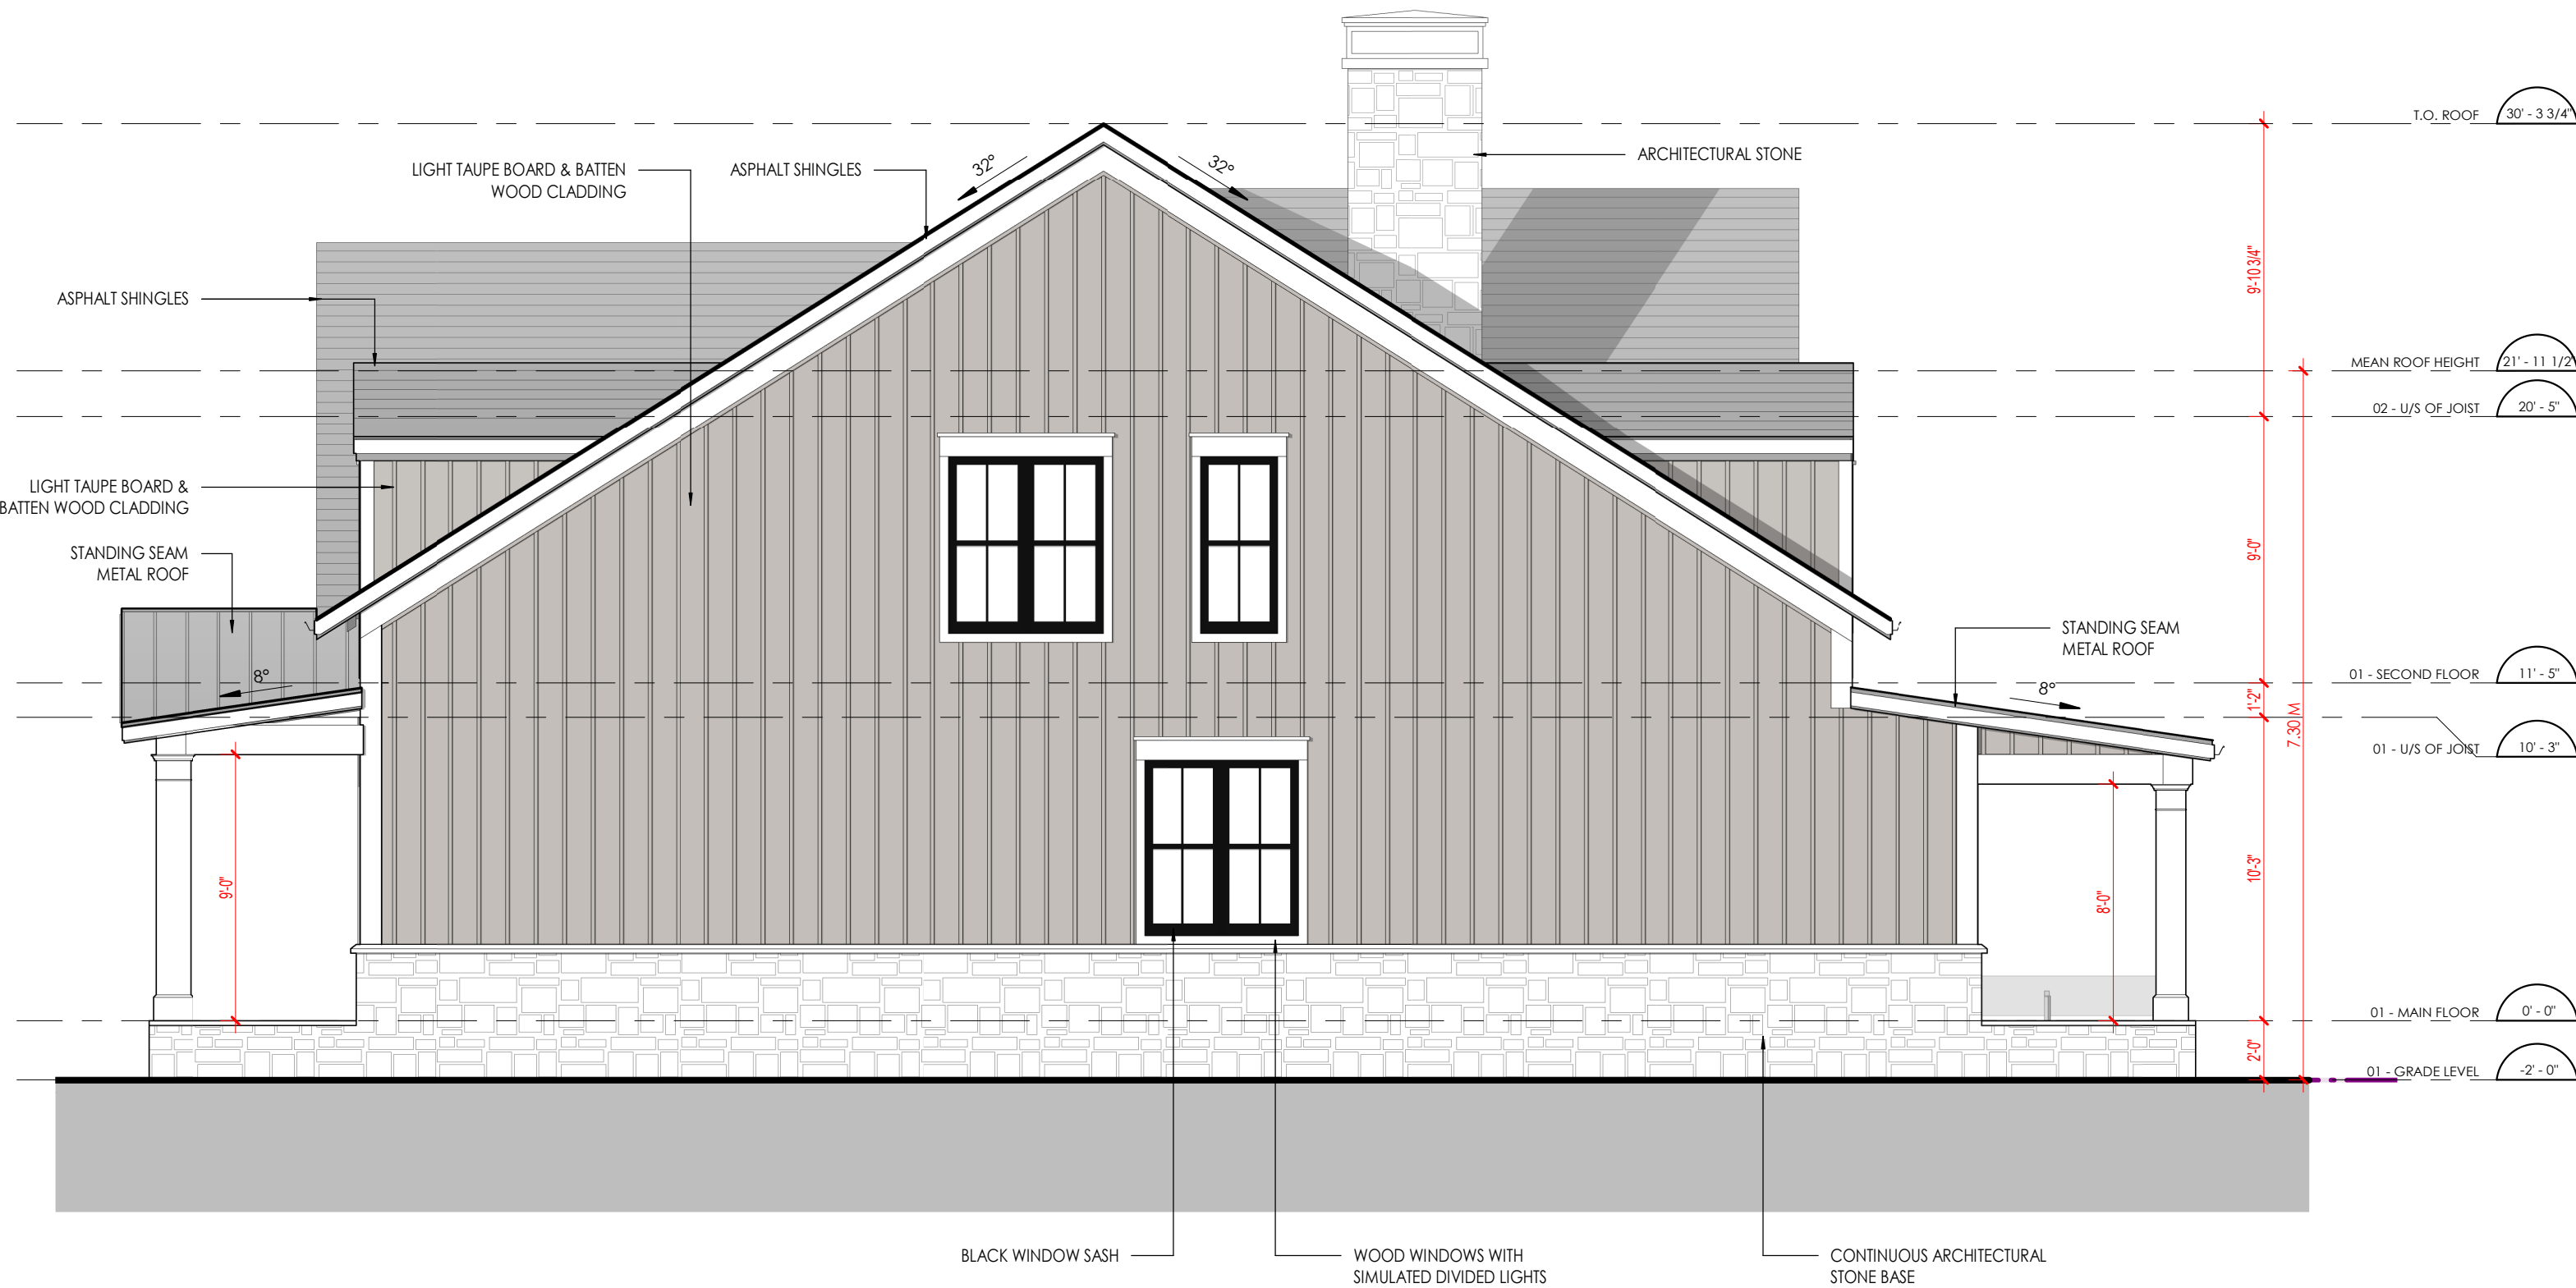 T.O. ROOF 30' - 3 3/4"
ARCHITECTURAL STONE
LIGHT TAUPE BOARD & BATTEN
WOOD CLADDING
ASPHALT SHINGLES
32°
32°
ASPHALT SHINGLES
9'-10 3/4"
MEAN ROOF HEIGHT 21' - 11 1/2"
02 - U/S OF JOIST 20' - 5"
LIGHT TAUPE BOARD &
BATTEN WOOD CLADDING
STANDING SEAM
METAL ROOF
9'-0"
STANDING SEAM
METAL ROOF
8°
8°
01 - SECOND FLOOR 11' - 5"
1'-2"
7.30 M
01 - U/S OF JOIST 10' - 3"
9'-0"
8'-0"
10'-3"
01 - MAIN FLOOR 0' - 0"
2'-0"
01 - GRADE LEVEL -2' - 0"
BLACK WINDOW SASH
WOOD WINDOWS WITH
SIMULATED DIVIDED LIGHTS
CONTINUOUS ARCHITECTURAL
STONE BASE